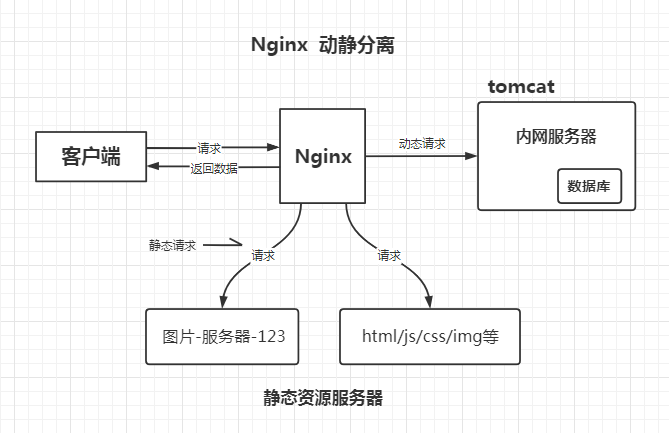 Nginx 动静分离
tomcat
客户端
请求
返回数据
Nginx
动态请求
内网服务器
数据库
静态请求
请求
请求
图片-服务器-123
html/js/css/img等
静态资源服务器